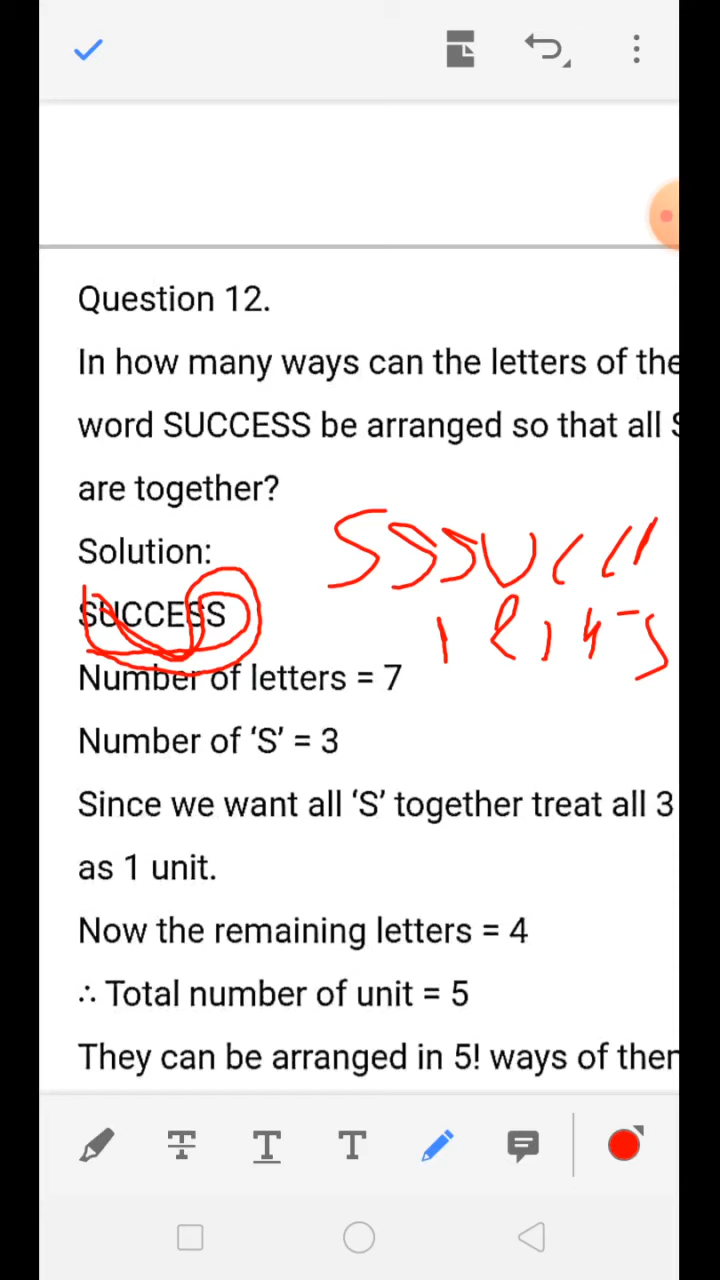 Question 12.
In how many ways can the letters of the
word SUCCESS be arranged so that all S
are together?
Solution:
SSSUCC
SUCCESS
1 2 3 4 5
Number of letters = 7
Number of ‘S’ = 3
Since we want all ‘S’ together treat all 3
as 1 unit.
Now the remaining letters = 4
∴ Total number of unit = 5
They can be arranged in 5! ways of then
T T T